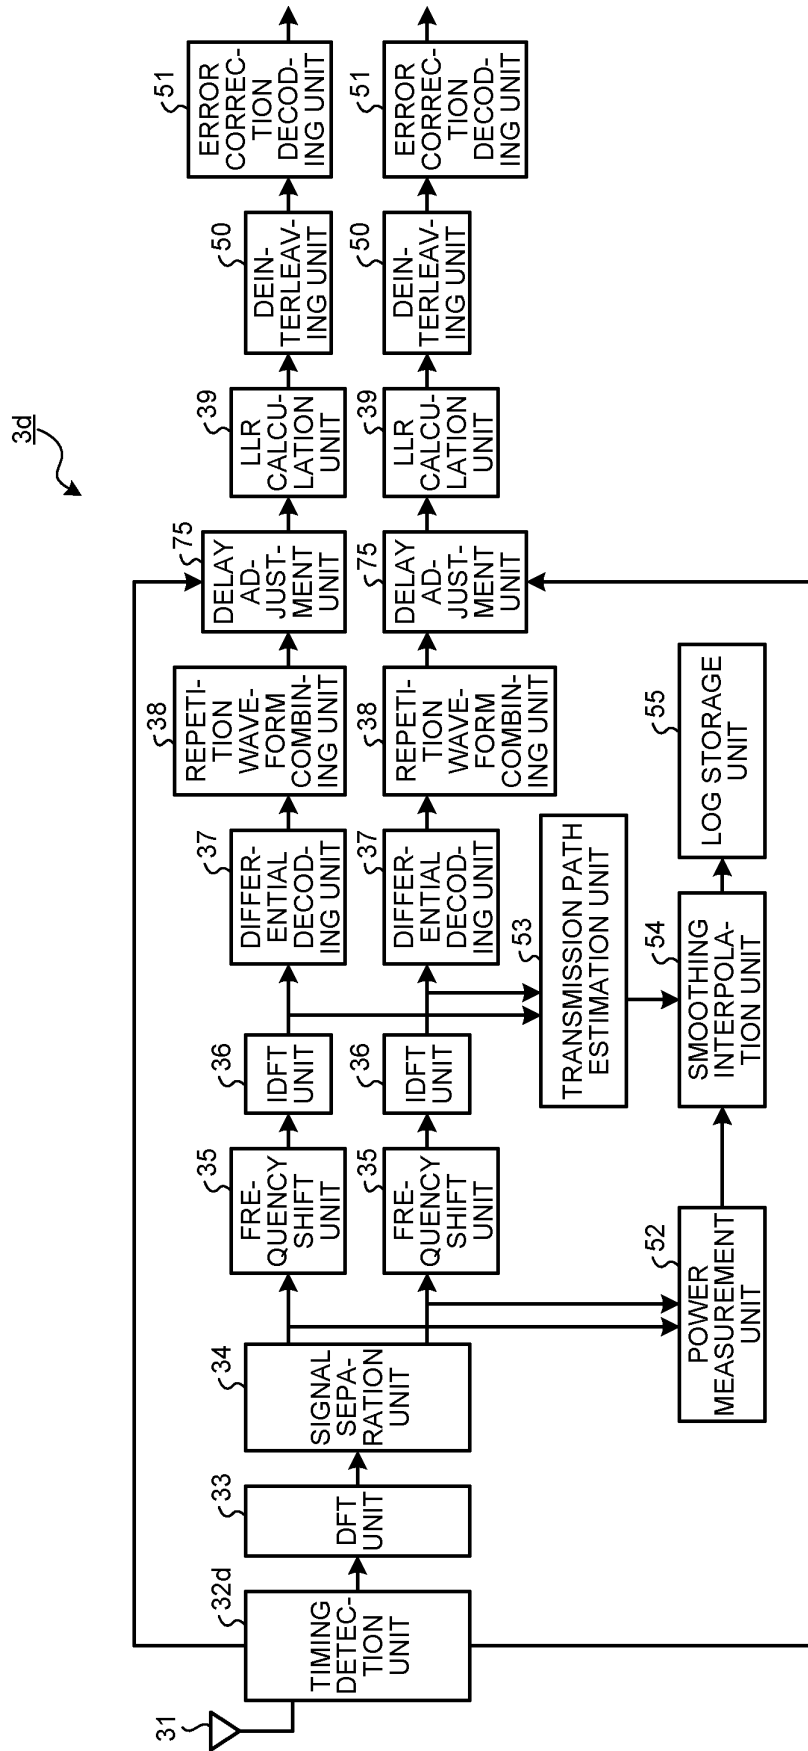 3d
31
32d
TIMING
DETEC-
TION
UNIT
33
DFT
UNIT
34
SIGNAL
SEPA-
RATION
UNIT
35
FRE-
QUENCY
SHIFT
UNIT
36
IDFT
UNIT
37
DIFFER-
ENTIAL
DECOD-
ING UNIT
38
REPETI-
TION
WAVE-
FORM
COMBIN-
ING UNIT
75
DELAY
AD-
JUST-
MENT
UNIT
39
LLR
CALCU-
LATION
UNIT
50
DEIN-
TERLEAV-
ING UNIT
51
ERROR
CORREC-
TION
DECOD-
ING UNIT
35
FRE-
QUENCY
SHIFT
UNIT
36
IDFT
UNIT
37
DIFFER-
ENTIAL
DECOD-
ING UNIT
38
REPETI-
TION
WAVE-
FORM
COMBIN-
ING UNIT
75
DELAY
AD-
JUST-
MENT
UNIT
39
LLR
CALCU-
LATION
UNIT
50
DEIN-
TERLEAV-
ING UNIT
51
ERROR
CORREC-
TION
DECOD-
ING UNIT
53
TRANSMISSION PATH
ESTIMATION UNIT
52
POWER
MEASUREMENT
UNIT
54
SMOOTHING
INTERPOLA-
TION UNIT
55
LOG STORAGE
UNIT